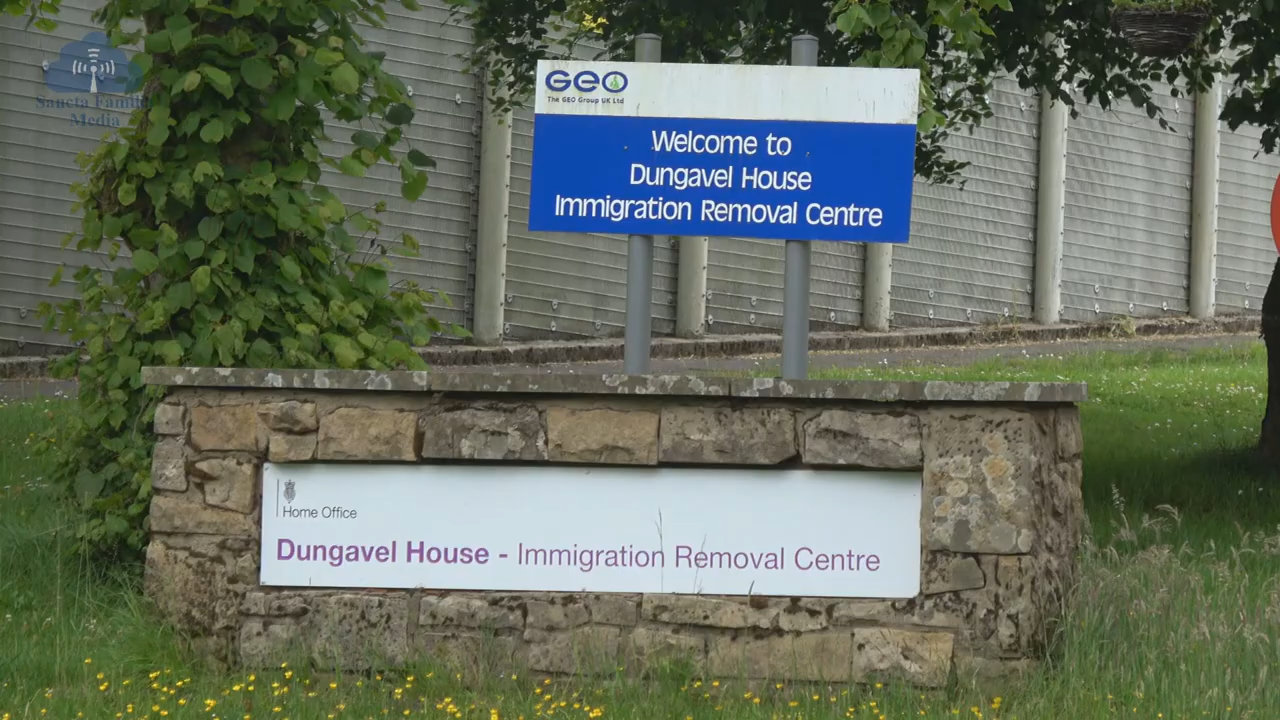 Sancta Familia
Media
GEO
The GEO Group UK Ltd
Welcome to
Dungavel House
Immigration Removal Centre
Home Office
Dungavel House - Immigration Removal Centre